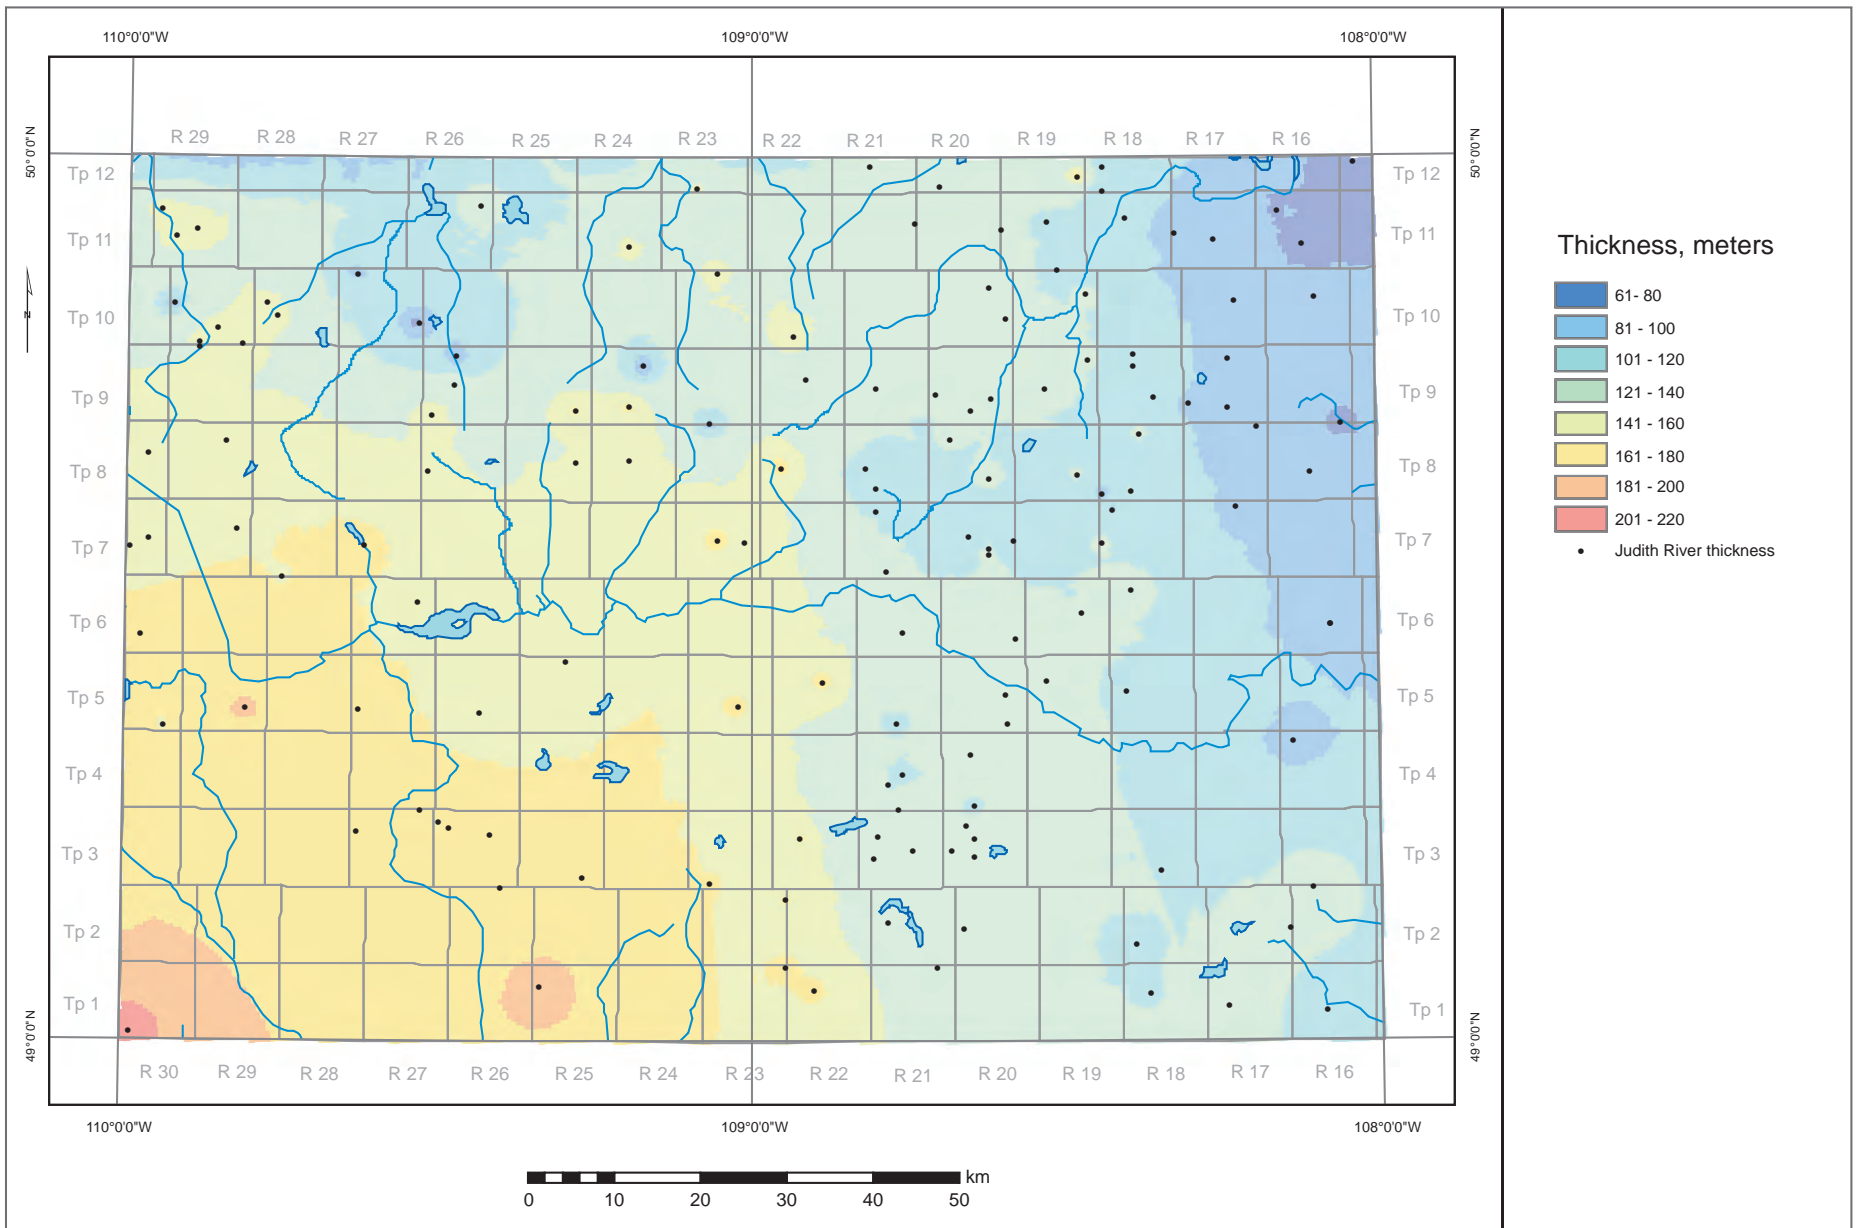 110°0'0"W 109°0'0"W 108°0'0"W
50°0'0"N 50°0'0"N
R 29 R 28 R 27 R 26 R 25 R 24 R 23 R 22 R 21 R 20 R 19 R 18 R 17 R 16
Tp 12 Tp 12
Tp 11 Tp 11
Tp 10 Tp 10
Tp 9 Tp 9
Tp 8 Tp 8
Tp 7 Tp 7
Tp 6 Tp 6
Tp 5 Tp 5
Tp 4 Tp 4
Tp 3 Tp 3
Tp 2 Tp 2
Tp 1 Tp 1
N
49°0'0"N 49°0'0"N
R 30 R 29 R 28 R 27 R 26 R 25 R 24 R 23 R 22 R 21 R 20 R 19 R 18 R 17 R 16
110°0'0"W 109°0'0"W 108°0'0"W
km
0 10 20 30 40 50
Thickness, meters
61- 80
81 - 100
101 - 120
121 - 140
141 - 160
161 - 180
181 - 200
201 - 220
Judith River thickness